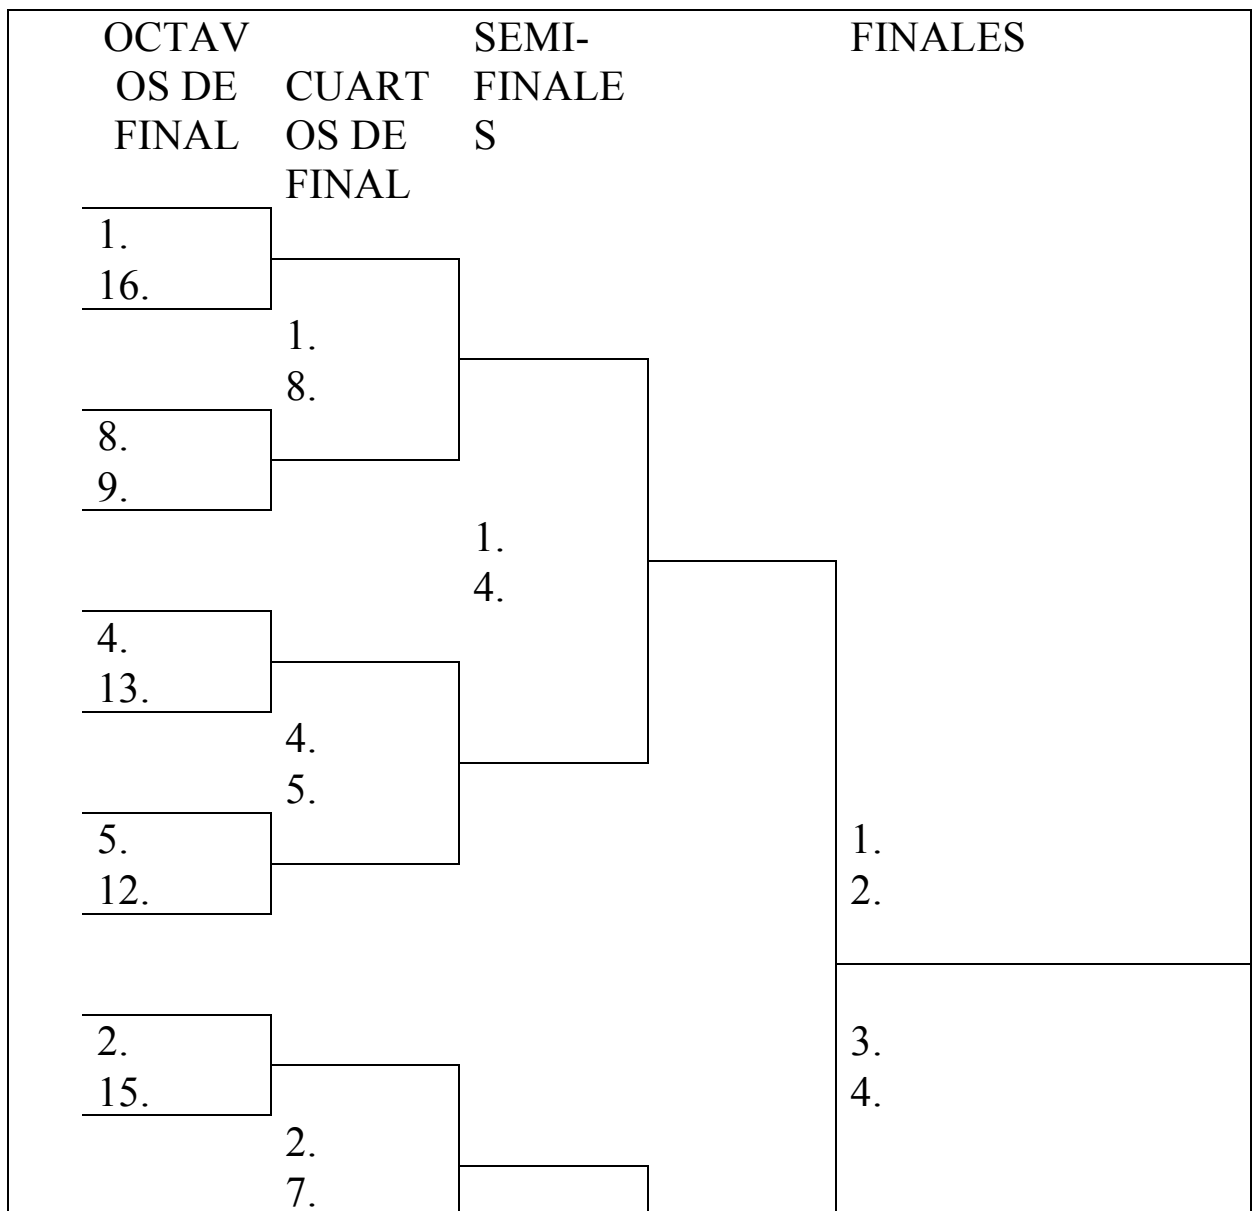 OCTAV
OS DE
FINAL
CUART
OS DE
FINAL
SEMI-
FINALE
S
FINALES
1.
16.
1.
8.
8.
9.
1.
4.
4.
13.
4.
5.
5.
12.
1.
2.
2.
15.
3.
4.
2.
7.